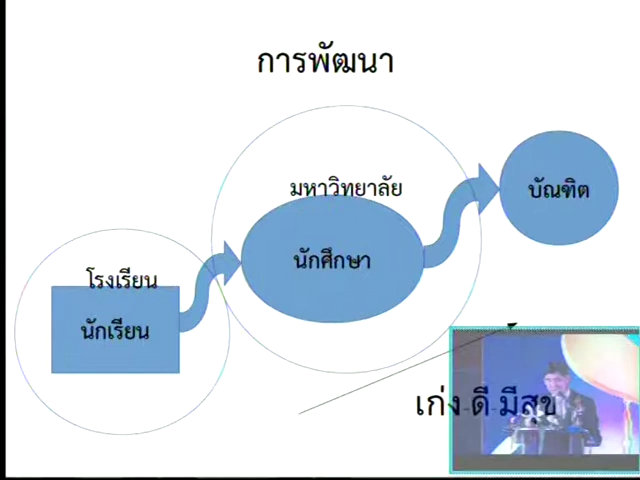 การพัฒนา
มหาวิทยาลัย
บัณฑิต
นักศึกษา
โรงเรียน
นักเรียน
เก่ง-ดี-มีสุข